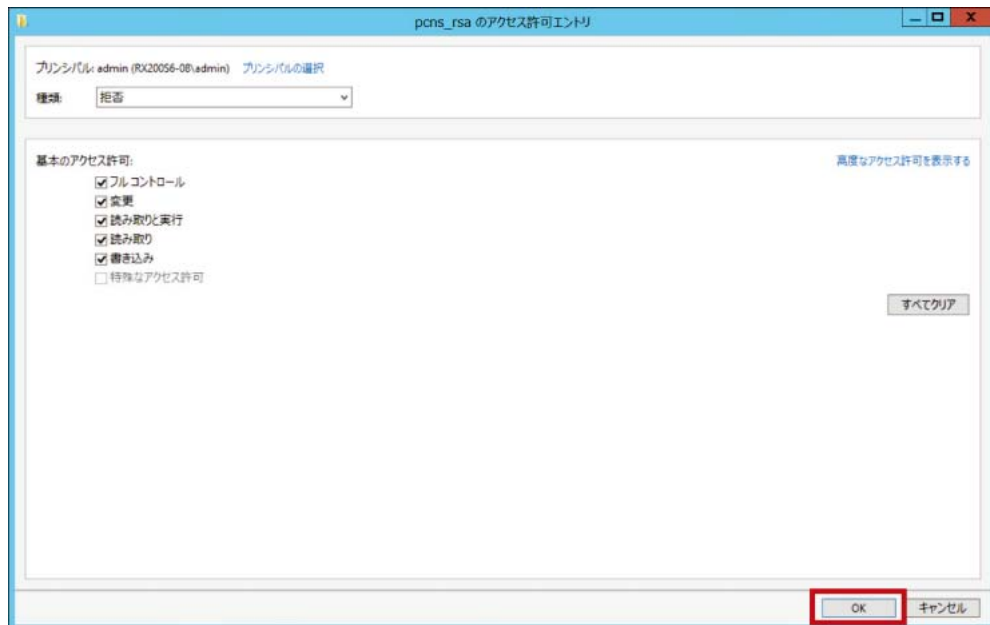 pcns_rsa のアクセス許可エントリ
プリンシパル: admin (RX200S6-08\admin) プリンシパルの選択
種類: 拒否
基本のアクセス許可: 高度なアクセス許可を表示する
フル コントロール
変更
読み取りと実行
読み取り
書き込み
特殊なアクセス許可
すべてクリア
OK キャンセル